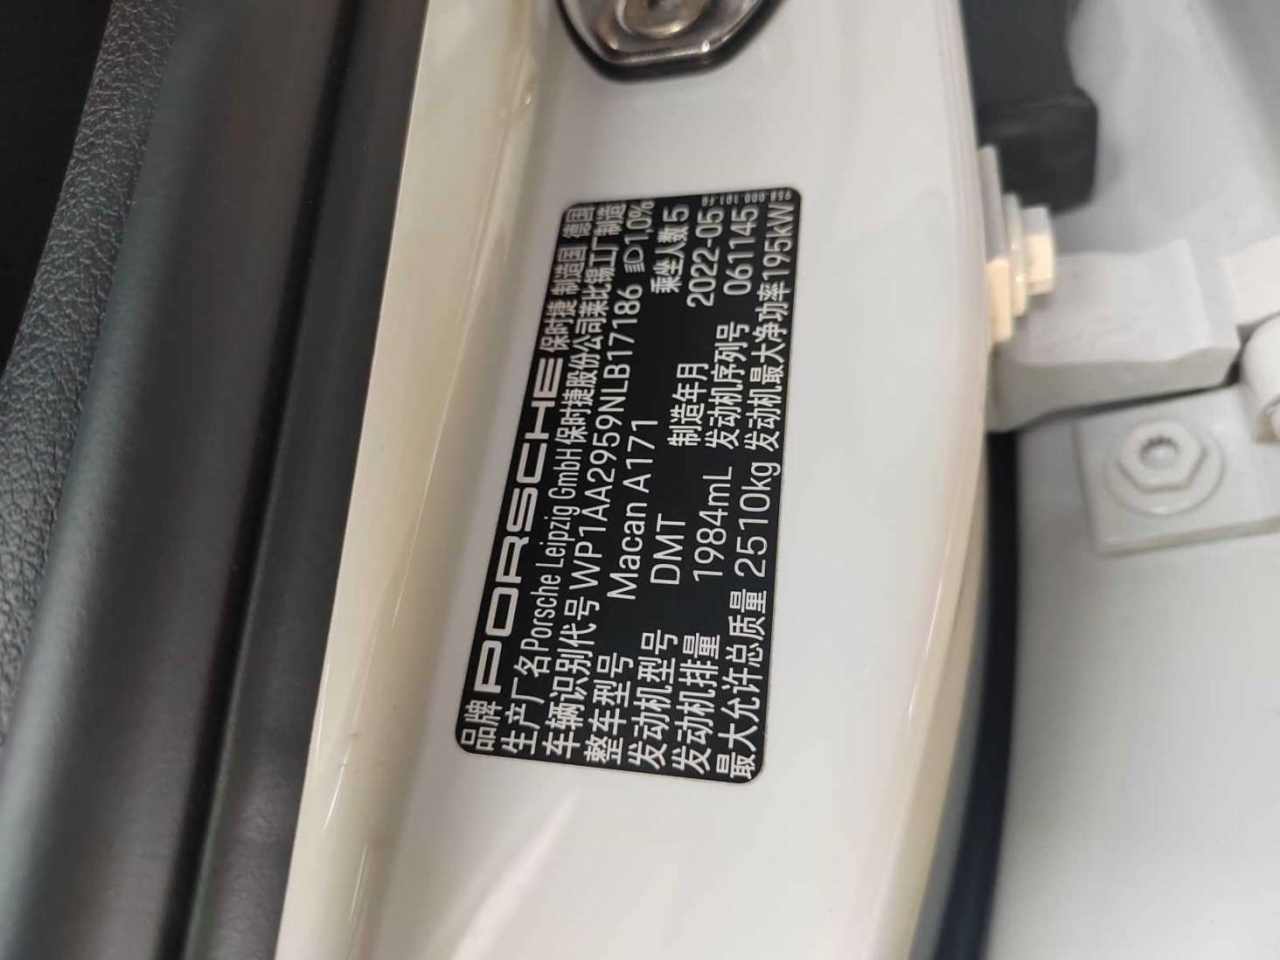 品牌 PORSCHE 保时捷 制造国 德国
生产厂名 Porsche Leipzig GmbH 保时捷股份公司莱比锡工厂制造
车辆识别代号 WP1AA2959NLB17186 1,0%
整车型号 Macan A171 乘坐人数 5
发动机型号 DMT 制造年月 2022-05
发动机排量 1984mL 发动机序列号 061145
最大允许总质量 2510kg 发动机最大净功率 195kW